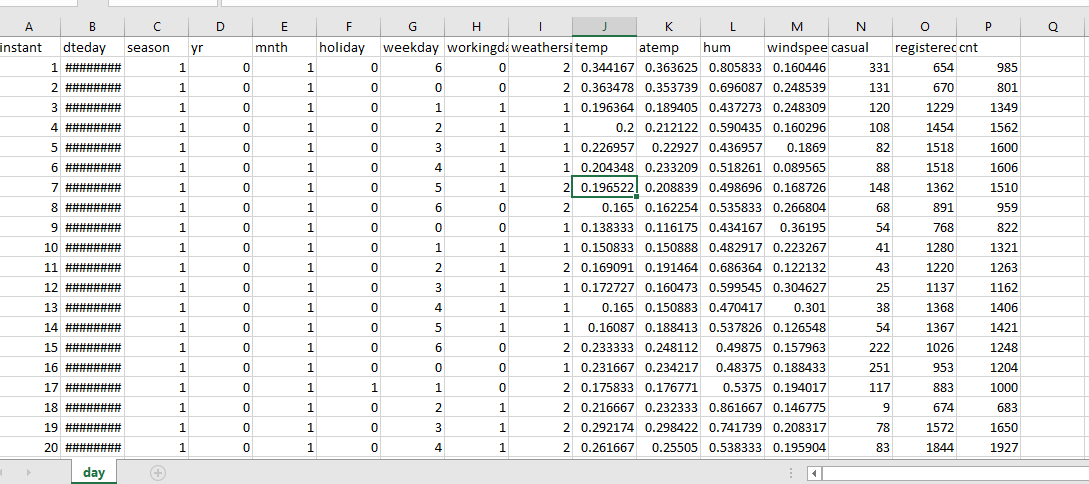 A B C D E F G H I J K L M N O P Q
instant dteday season yr mnth holiday weekday workingda weathersi temp atemp hum windspee casual registered cnt
1 ######## 1 0 1 0 6 0 2 0.344167 0.363625 0.805833 0.160446 331 654 985
2 ######## 1 0 1 0 0 0 2 0.363478 0.353739 0.696087 0.248539 131 670 801
3 ######## 1 0 1 0 1 1 1 0.196364 0.189405 0.437273 0.248309 120 1229 1349
4 ######## 1 0 1 0 2 1 1 0.2 0.212122 0.590435 0.160296 108 1454 1562
5 ######## 1 0 1 0 3 1 1 0.226957 0.22927 0.436957 0.1869 82 1518 1600
6 ######## 1 0 1 0 4 1 1 0.204348 0.233209 0.518261 0.089565 88 1518 1606
7 ######## 1 0 1 0 5 1 2 0.196522 0.208839 0.498696 0.168726 148 1362 1510
8 ######## 1 0 1 0 6 0 2 0.165 0.162254 0.535833 0.266804 68 891 959
9 ######## 1 0 1 0 0 0 1 0.138333 0.116175 0.434167 0.36195 54 768 822
10 ######## 1 0 1 0 1 1 1 0.150833 0.150888 0.482917 0.223267 41 1280 1321
11 ######## 1 0 1 0 2 1 2 0.169091 0.191464 0.686364 0.122132 43 1220 1263
12 ######## 1 0 1 0 3 1 1 0.172727 0.160473 0.599545 0.304627 25 1137 1162
13 ######## 1 0 1 0 4 1 1 0.165 0.150883 0.470417 0.301 38 1368 1406
14 ######## 1 0 1 0 5 1 1 0.16087 0.188413 0.537826 0.126548 54 1367 1421
15 ######## 1 0 1 0 6 0 2 0.233333 0.248112 0.49875 0.157963 222 1026 1248
16 ######## 1 0 1 0 0 0 1 0.231667 0.234217 0.48375 0.188433 251 953 1204
17 ######## 1 0 1 1 1 0 2 0.175833 0.176771 0.5375 0.194017 117 883 1000
18 ######## 1 0 1 0 2 1 2 0.216667 0.232333 0.861667 0.146775 9 674 683
19 ######## 1 0 1 0 3 1 2 0.292174 0.298422 0.741739 0.208317 78 1572 1650
20 ######## 1 0 1 0 4 1 2 0.261667 0.25505 0.538333 0.195904 83 1844 1927
day